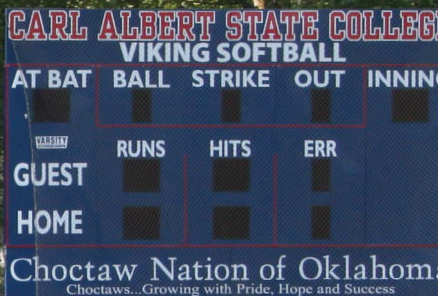 CARL ALBERT STATE COLLEG
VIKING SOFTBALL
AT BAT BALL STRIKE OUT INNING
VARSITY
RUNS HITS ERR
GUEST
HOME
Choctaw Nation of Oklahoma
Choctaws...Growing with Pride, Hope and Success